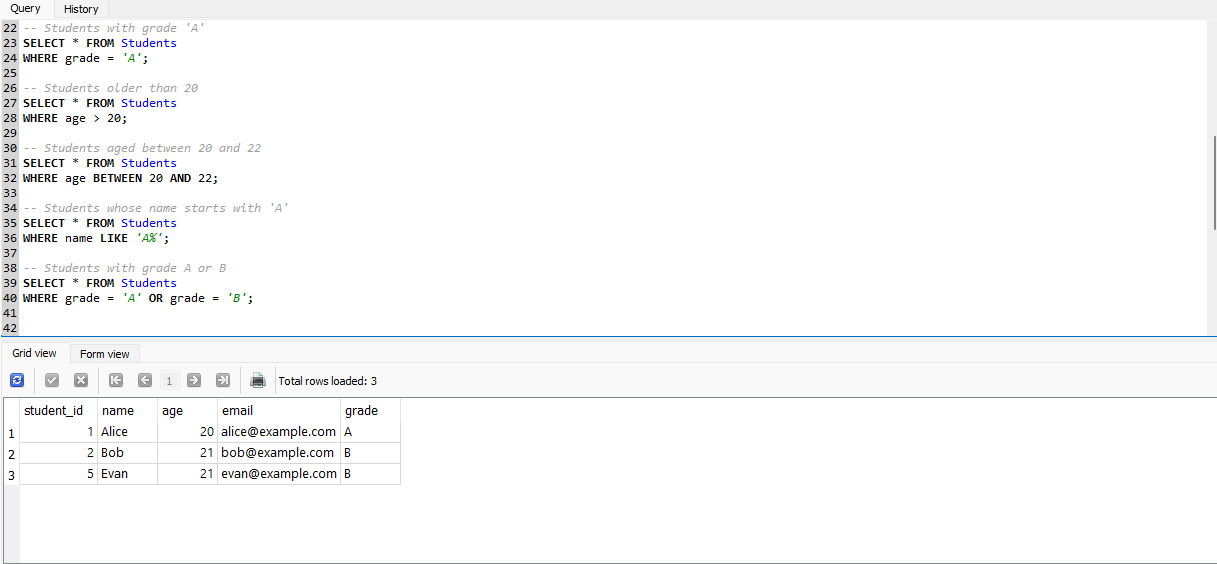 Query History
22 -- Students with grade 'A'
23 SELECT * FROM Students
24 WHERE grade = 'A';
25
26 -- Students older than 20
27 SELECT * FROM Students
28 WHERE age > 20;
29
30 -- Students aged between 20 and 22
31 SELECT * FROM Students
32 WHERE age BETWEEN 20 AND 22;
33
34 -- Students whose name starts with 'A'
35 SELECT * FROM Students
36 WHERE name LIKE 'A%';
37
38 -- Students with grade A or B
39 SELECT * FROM Students
40 WHERE grade = 'A' OR grade = 'B';
41
42
Grid view Form view
1 Total rows loaded: 3
student_id name age email grade
1 1 Alice 20 alice@example.com A
2 2 Bob 21 bob@example.com B
3 5 Evan 21 evan@example.com B